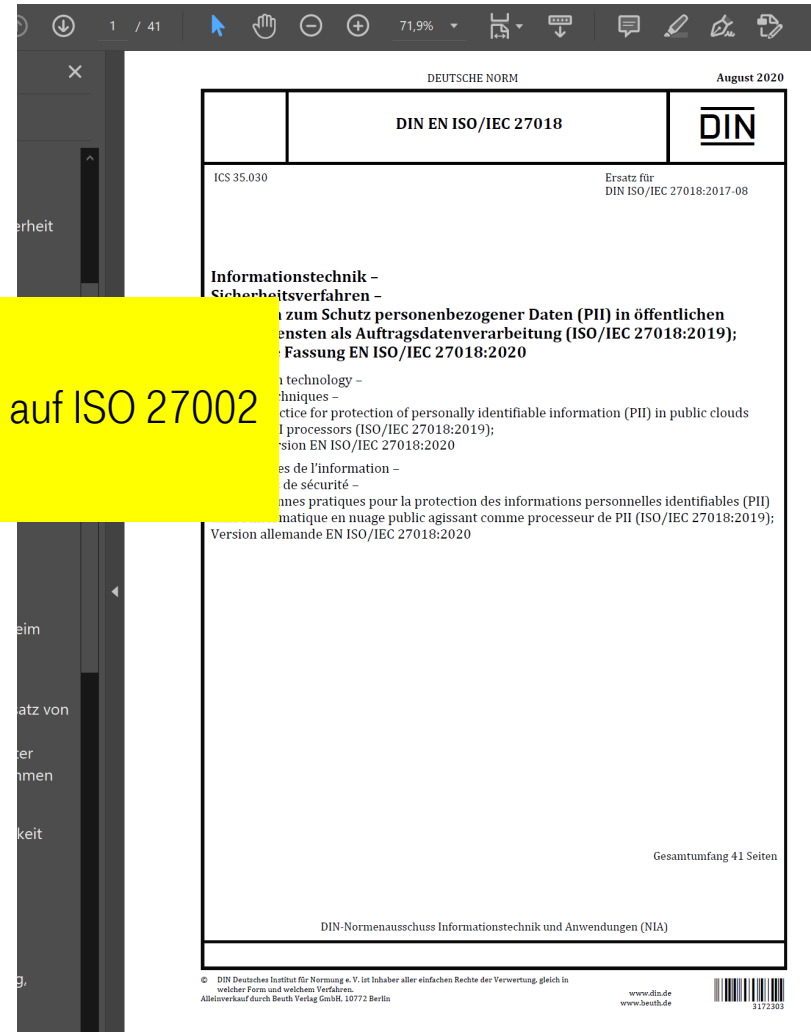 1 / 41
71,9%
erheit
auf ISO 27002
eim
satz von
ter
hmen
keit
g,
DEUTSCHE NORM
August 2020
DIN EN ISO/IEC 27018
DIN
ICS 35.030
Ersatz für
DIN ISO/IEC 27018:2017-08
Informationstechnik –
Sicherheitsverfahren –
zum Schutz personenbezogener Daten (PII) in öffentlichen
ensten als Auftragsdatenverarbeitung (ISO/IEC 27018:2019);
Fassung EN ISO/IEC 27018:2020
technology –
hniques –
ctice for protection of personally identifiable information (PII) in public clouds
I processors (ISO/IEC 27018:2019);
rsion EN ISO/IEC 27018:2020
es de l’information –
de sécurité –
nnes pratiques pour la protection des informations personnelles identifiables (PII)
matique en nuage public agissant comme processeur de PII (ISO/IEC 27018:2019);
Version allemande EN ISO/IEC 27018:2020
Gesamtumfang 41 Seiten
DIN-Normenausschuss Informationstechnik und Anwendungen (NIA)
© DIN Deutsches Institut für Normung e. V. ist Inhaber aller einfachen Rechte der Verwertung, gleich in
welcher Form und welchem Verfahren.
Alleinverkauf durch Beuth Verlag GmbH, 10772 Berlin
www.din.de
www.beuth.de
3172303